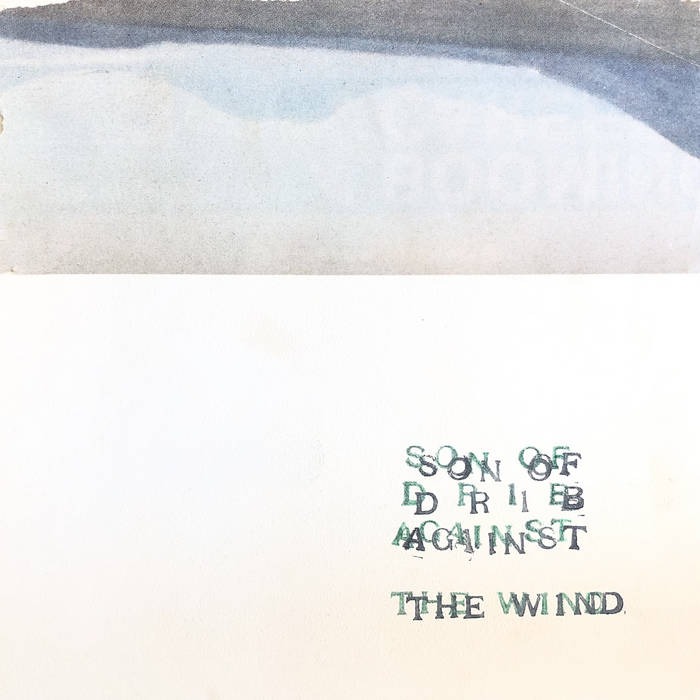 SON OF
DRIB
AGAINST
THE WIND